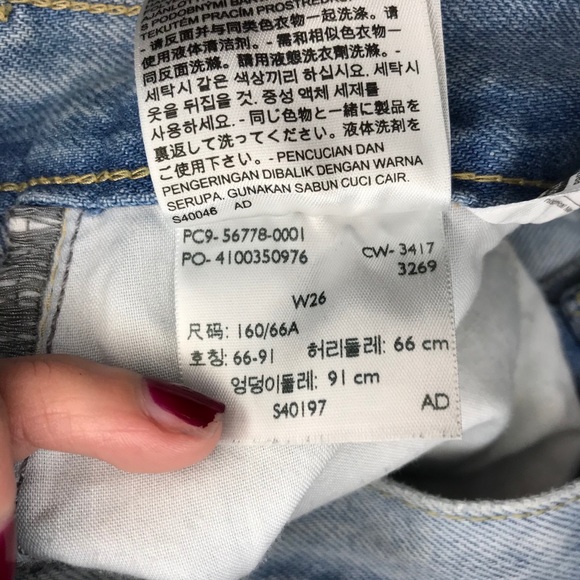 S PODOBNÝMI BAR
TEKUTÉM PRACÍM PROSTŘEDK
- 请反面并与同类色衣物一起洗涤。
使用液体清洁剂。- 需和相似色衣物一
同反面洗滌。請用液態洗衣劑洗滌。-
세탁시 같은 색상끼리 하십시요. 세탁시
옷을 뒤집을 것. 중성 액체 세제를
사용하세요. - 同じ色物と一緒に製品を
裏返して洗ってください。液体洗剤をご
ご使用下さい。- PENCUCIAN DAN
PENGERINGAN DIBALIK DENGAN WARNA
SERUPA. GUNAKAN SABUN CUCI CAIR.
S40046 AD
PC9- 56778-0001
PO- 4100350976 CW- 3417
3269
W26
尺码: 160/66A
호칭: 66-91 허리둘레: 66 cm
엉덩이둘레: 91 cm
S40197 AD